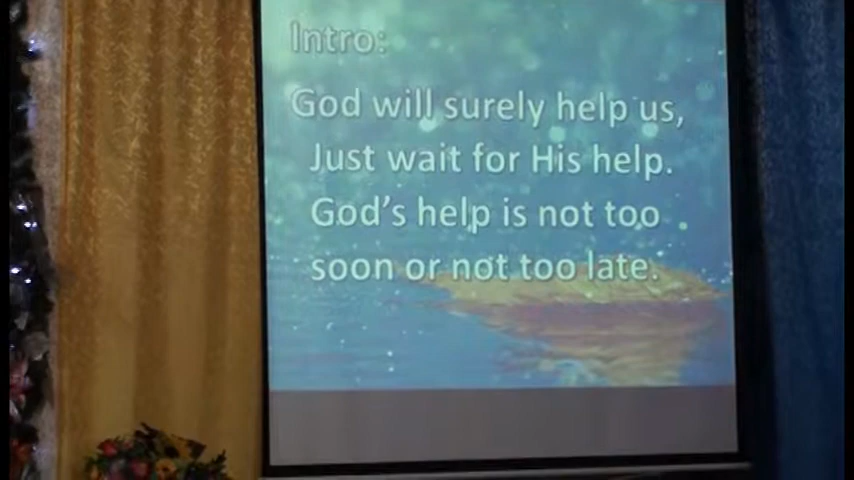 Intro:
God will surely help us,
Just wait for His help.
God's help is not too
soon or not too late.